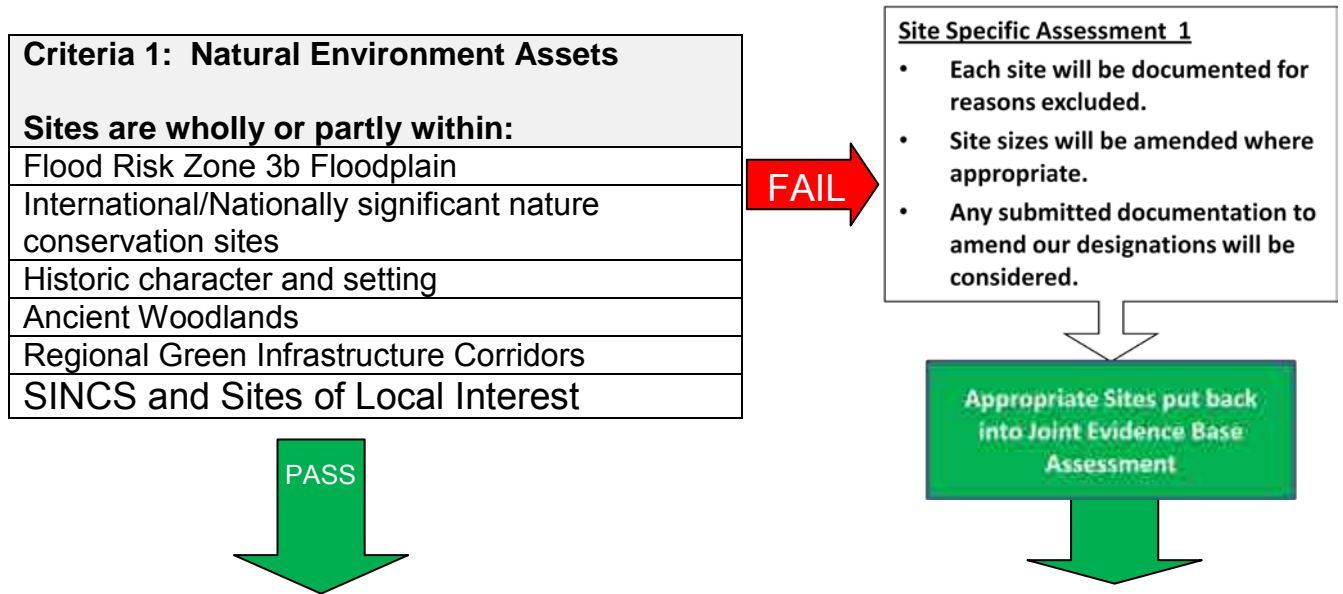 Criteria 1: Natural Environment Assets
Sites are wholly or partly within:
Flood Risk Zone 3b Floodplain
International/Nationally significant nature
conservation sites
Historic character and setting
Ancient Woodlands
Regional Green Infrastructure Corridors
SINCS and Sites of Local Interest
FAIL
Site Specific Assessment 1
• Each site will be documented for
reasons excluded.
• Site sizes will be amended where
appropriate.
• Any submitted documentation to
amend our designations will be
considered.
PASS
Appropriate Sites put back
into Joint Evidence Base
Assessment